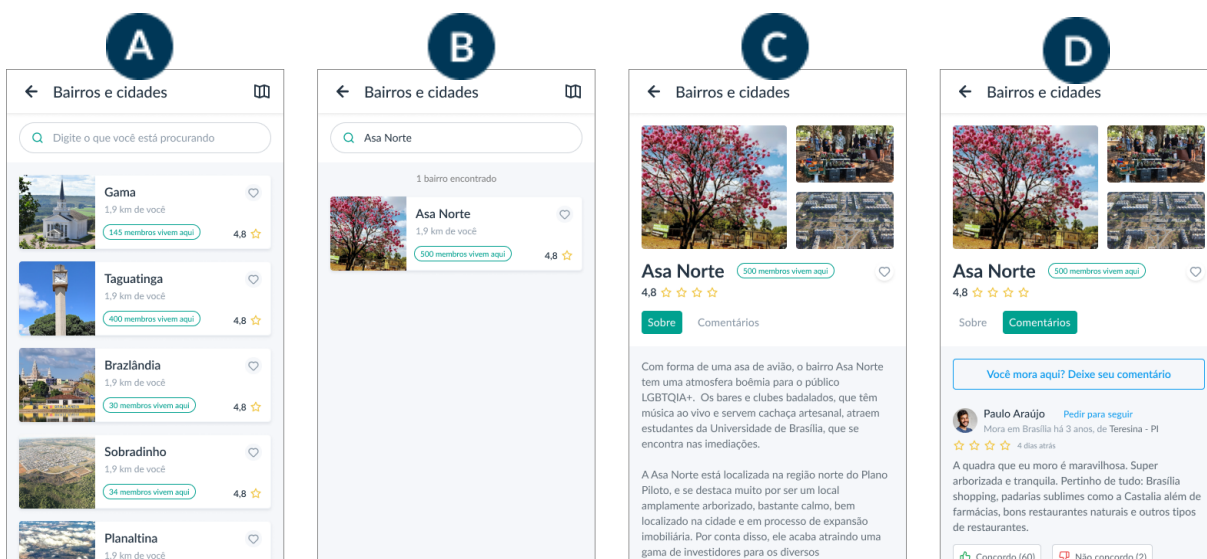 A
Bairros e cidades
Digite o que você está procurando
Gama
1,9 km de você
145 membros vivem aqui
4,8
Taguatinga
1,9 km de você
400 membros vivem aqui
4,8
Brazlândia
1,9 km de você
30 membros vivem aqui
4,8
Sobradinho
1,9 km de você
34 membros vivem aqui
4,8
Planaltina
1,9 km de você
B
Bairros e cidades
Asa Norte
1 bairro encontrado
Asa Norte
1,9 km de você
500 membros vivem aqui
4,8
C
Bairros e cidades
Asa Norte
500 membros vivem aqui
4,8
Sobre
Comentários
Com forma de uma asa de avião, o bairro Asa Norte
tem uma atmosfera boêmia para o público
LGBTQIA+. Os bares e clubes badalados, que têm
música ao vivo e servem cachaça artesanal, atraem
estudantes da Universidade de Brasília, que se
encontra nas imediações.
A Asa Norte está localizada na região norte do Plano
Piloto, e se destaca muito por ser um local
amplamente arborizado, bastante calmo, bem
localizado na cidade e em processo de expansão
imobiliária. Por conta disso, ele acaba atraindo uma
gama de investidores para os diversos
D
Bairros e cidades
Asa Norte
500 membros vivem aqui
4,8
Sobre
Comentários
Você mora aqui? Deixe seu comentário
Paulo Araújo
Pedir para seguir
Mora em Brasília há 3 anos, de Teresina - PI
4 dias atrás
A quadra que eu moro é maravilhosa. Super
arborizada e tranquila. Pertinho de tudo: Brasília
shopping, padarias sublimes como a Castalia além de
farmácias, bons restaurantes naturais e outros tipos
de restaurantes.
Concordo (60)
Não concordo (2)